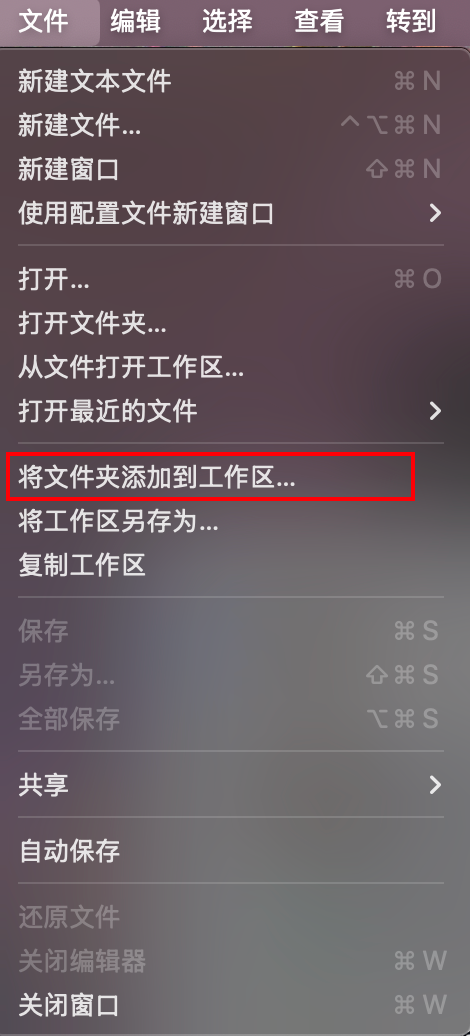 文件 编辑 选择 查看 转到
新建文本文件 ⌘ N
新建文件... ^⌥⌘ N
新建窗口 ⇧⌘ N
使用配置文件新建窗口
打开... ⌘ O
打开文件夹...
从文件打开工作区...
打开最近的文件
将文件夹添加到工作区...
将工作区另存为...
复制工作区
保存 ⌘ S
另存为... ⇧⌘ S
全部保存 ⌥⌘ S
共享
自动保存
还原文件
关闭编辑器 ⌘ W
关闭窗口 ⌘ W